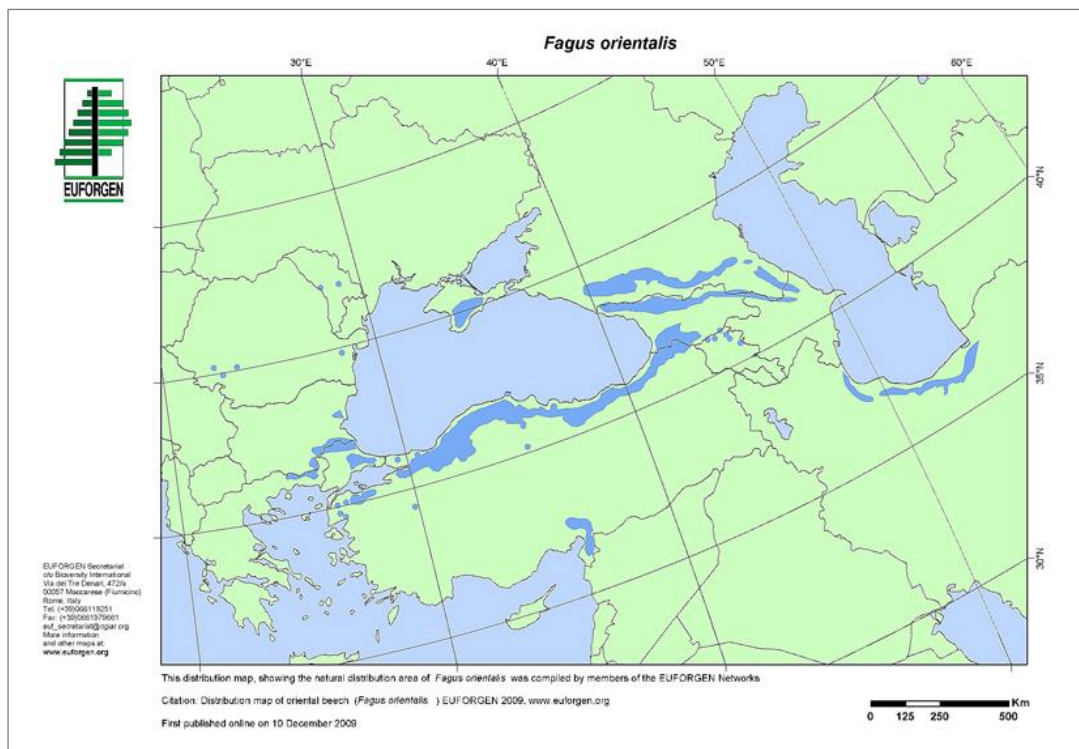 Fagus orientalis
30°E
40°E
50°E
60°E
40°N
35°N
30°N
EUFORGEN
EUFORGEN Secretariat
c/o Bioversity International
Via dei Tre Denari, 472/a
00057 Maccarese (Fiumicino)
Rome, Italy
Tel. (+39)066118251
Fax: (+39)0661979661
euf_secretariat@cgiar.org
More information
and other maps at:
www.euforgen.org
This distribution map, showing the natural distribution area of Fagus orientalis was compiled by members of the EUFORGEN Networks
Citation: Distribution map of oriental beech (Fagus orientalis ) EUFORGEN 2009, www.euforgen.org
First published online on 10 December 2009
Km
0 125 250 500